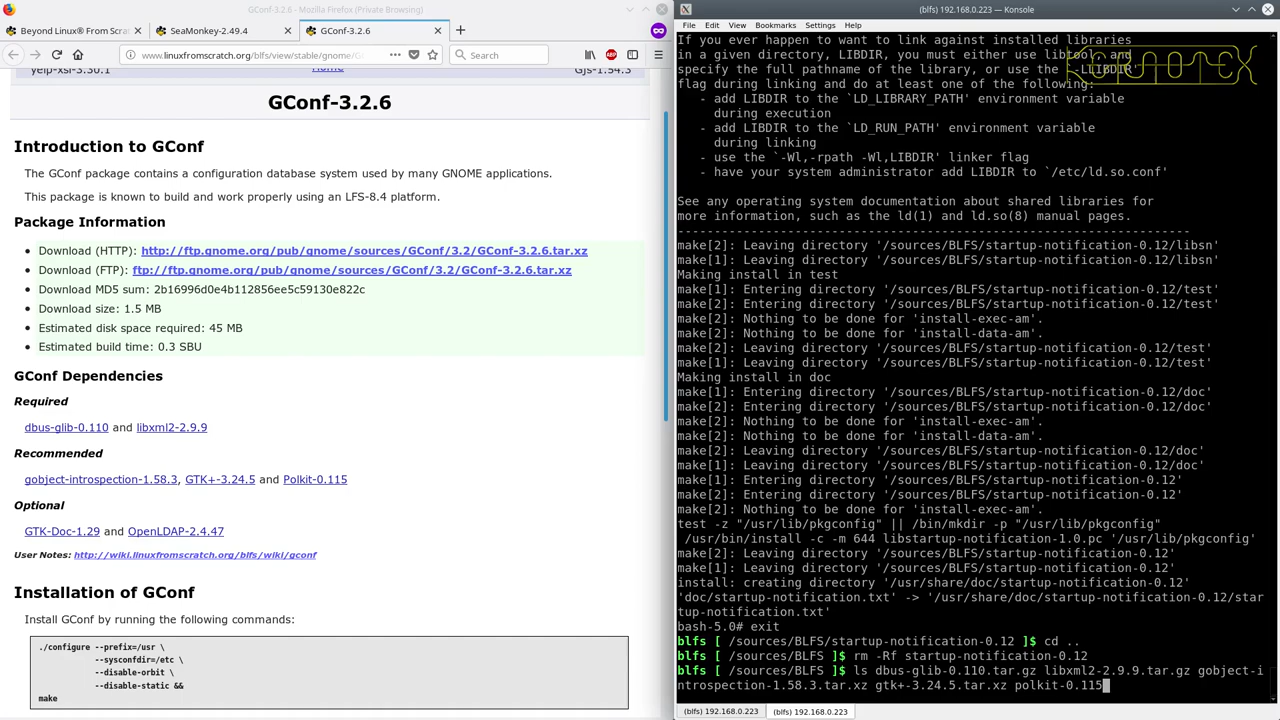 GConf-3.2.6 - Mozilla Firefox (Private Browsing)
Beyond Linux® From Scra
SeaMonkey-2.49.4
GConf-3.2.6
www.linuxfromscratch.org/blfs/view/stable/gnome/
Search
yelp-xsl-3.30.1
Home
GJS-1.54.3
GConf-3.2.6
Introduction to GConf
The GConf package contains a configuration database system used by many GNOME applications.
This package is known to build and work properly using an LFS-8.4 platform.
Package Information
Download (HTTP): http://ftp.gnome.org/pub/gnome/sources/GConf/3.2/GConf-3.2.6.tar.xz
Download (FTP): ftp://ftp.gnome.org/pub/gnome/sources/GConf/3.2/GConf-3.2.6.tar.xz
Download MD5 sum: 2b16996d0e4b112856ee5c59130e822c
Download size: 1.5 MB
Estimated disk space required: 45 MB
Estimated build time: 0.3 SBU
GConf Dependencies
Required
dbus-glib-0.110 and libxml2-2.9.9
Recommended
gobject-introspection-1.58.3, GTK+-3.24.5 and Polkit-0.115
Optional
GTK-Doc-1.29 and OpenLDAP-2.4.47
User Notes: http://wiki.linuxfromscratch.org/blfs/wiki/gconf
Installation of GConf
Install GConf by running the following commands:
./configure --prefix=/usr \
--sysconfdir=/etc \
--disable-orbit \
--disable-static &&
make
(blfs) 192.168.0.223 — Konsole
File Edit View Bookmarks Settings Help
If you ever happen to want to link against installed libraries
in a given directory, LIBDIR, you must either use libtool, and
specify the full pathname of the library, or use the `-LLIBDIR'
flag during linking and do at least one of the following:
- add LIBDIR to the `LD_LIBRARY_PATH' environment variable
during execution
- add LIBDIR to the `LD_RUN_PATH' environment variable
during linking
- use the `-Wl,-rpath -Wl,LIBDIR' linker flag
- have your system administrator add LIBDIR to `/etc/ld.so.conf'
See any operating system documentation about shared libraries for
more information, such as the ld(1) and ld.so(8) manual pages.
----------------------------------------------------------------------
make[2]: Leaving directory '/sources/BLFS/startup-notification-0.12/libsn'
make[1]: Leaving directory '/sources/BLFS/startup-notification-0.12/libsn'
Making install in test
make[1]: Entering directory '/sources/BLFS/startup-notification-0.12/test'
make[2]: Entering directory '/sources/BLFS/startup-notification-0.12/test'
make[2]: Nothing to be done for 'install-exec-am'.
make[2]: Nothing to be done for 'install-data-am'.
make[2]: Leaving directory '/sources/BLFS/startup-notification-0.12/test'
make[1]: Leaving directory '/sources/BLFS/startup-notification-0.12/test'
Making install in doc
make[1]: Entering directory '/sources/BLFS/startup-notification-0.12/doc'
make[2]: Entering directory '/sources/BLFS/startup-notification-0.12/doc'
make[2]: Nothing to be done for 'install-exec-am'.
make[2]: Nothing to be done for 'install-data-am'.
make[2]: Leaving directory '/sources/BLFS/startup-notification-0.12/doc'
make[1]: Leaving directory '/sources/BLFS/startup-notification-0.12/doc'
make[1]: Entering directory '/sources/BLFS/startup-notification-0.12'
make[2]: Entering directory '/sources/BLFS/startup-notification-0.12'
make[2]: Nothing to be done for 'install-exec-am'.
test -z "/usr/lib/pkgconfig" || /bin/mkdir -p "/usr/lib/pkgconfig"
/usr/bin/install -c -m 644 libstartup-notification-1.0.pc '/usr/lib/pkgconfig'
make[2]: Leaving directory '/sources/BLFS/startup-notification-0.12'
make[1]: Leaving directory '/sources/BLFS/startup-notification-0.12'
install: creating directory '/usr/share/doc/startup-notification-0.12'
'doc/startup-notification.txt' -> '/usr/share/doc/startup-notification-0.12/star
tup-notification.txt'
bash-5.0# exit
blfs [ /sources/BLFS/startup-notification-0.12 ]$ cd ..
blfs [ /sources/BLFS ]$ rm -Rf startup-notification-0.12
blfs [ /sources/BLFS ]$ ls dbus-glib-0.110.tar.gz libxml2-2.9.9.tar.gz gobject-i
ntrospection-1.58.3.tar.xz gtk+-3.24.5.tar.xz polkit-0.115
(blfs) 192.168.0.223
(blfs) 192.168.0.223